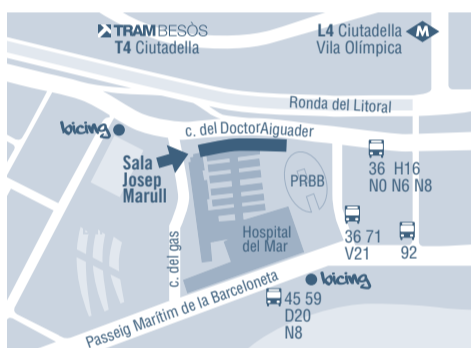 TRAMBESÒS
T4 Ciutadella
L4 Ciutadella
Vila Olímpica
M
Ronda del Litoral
bicing
c. del DoctorAiguader
Sala
Josep
Marull
PRBB
36 H16
N0 N6 N8
Hospital
del Mar
36 71
V21
92
c. del gas
bicing
Passeig Marítim de la Barceloneta
45 59
D20
N8